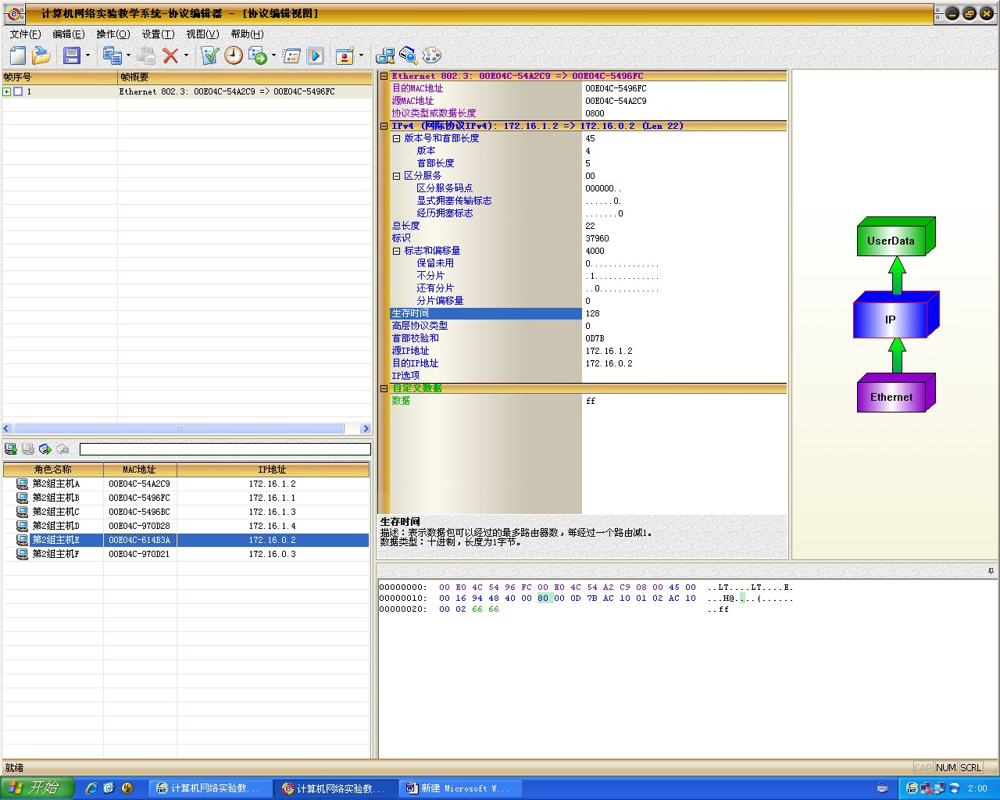 计算机网络实验教学系统-协议编辑器 - [协议编辑视图]
文件(F) 编辑(E) 操作(O) 设置(T) 视图(V) 帮助(H)
帧序号 帧概要
1 Ethernet 802.3: 00E04C-54A2C9 => 00E04C-5496FC
Ethernet 802.3: 00E04C-54A2C9 => 00E04C-5496FC
目的MAC地址 00E04C-5496FC
源MAC地址 00E04C-54A2C9
协议类型或数据长度 0800
IPv4 (网际协议IPv4): 172.16.1.2 => 172.16.0.2 (Len 22)
版本号和首部长度 45
版本 4
首部长度 5
区分服务 00
区分服务码点 000000..
显式拥塞传输标志 ......0.
经历拥塞标志 .......0
总长度 22
标识 37960
标志和偏移量 4000
保留未用 0...............
不分片 .1..............
还有分片 ..0.............
分片偏移量 0
生存时间 128
高层协议类型 0
首部校验和 0D7B
源IP地址 172.16.1.2
目的IP地址 172.16.0.2
IP选项
自定义数据
数据 ff
生存时间
描述：表示数据包可以经过的最多路由器数，每经过一个路由减1。
数据类型：十进制，长度为1字节。
UserData
IP
Ethernet
角色名称 MAC地址 IP地址
第2组主机A 00E04C-54A2C9 172.16.1.2
第2组主机B 00E04C-5496FC 172.16.1.1
第2组主机C 00E04C-5496BC 172.16.1.3
第2组主机D 00E04C-970D28 172.16.1.4
第2组主机E 00E04C-614B3A 172.16.0.2
第2组主机F 00E04C-970D21 172.16.0.3
00000000: 00 E0 4C 54 96 FC 00 E0 4C 54 A2 C9 08 00 45 00 ..LT....LT....E.
00000010: 00 16 94 48 40 00 80 00 0D 7B AC 10 01 02 AC 10 ...H@....{......
00000020: 00 02 66 66 ..ff
就绪 CAP NUM SCRL
开始 计算机网络实验教... 计算机网络实验教... 新建 Microsoft W... 2:00